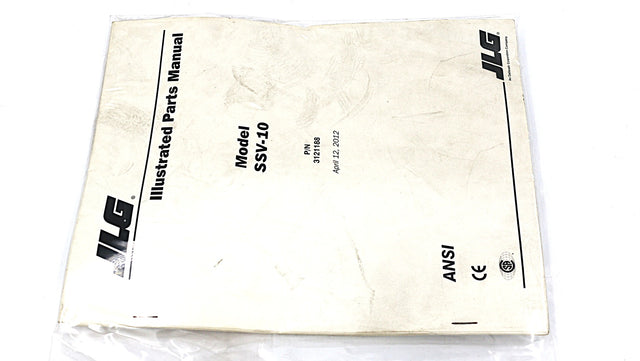 JLG®
Illustrated Parts Manual
Model
SSV-10
P/N
3121188
April 12, 2012
ANSI
CE
JLG
An Oshkosh Corporation Company